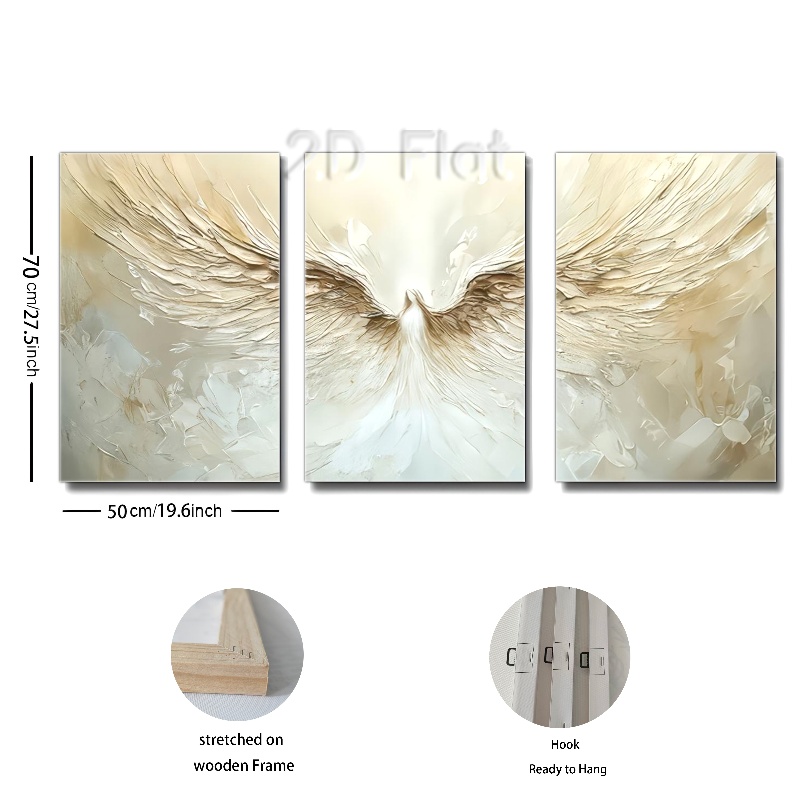 2D Flat
70 cm/27.5inch
50cm/19.6inch
stretched on
wooden Frame
Hook
Ready to Hang